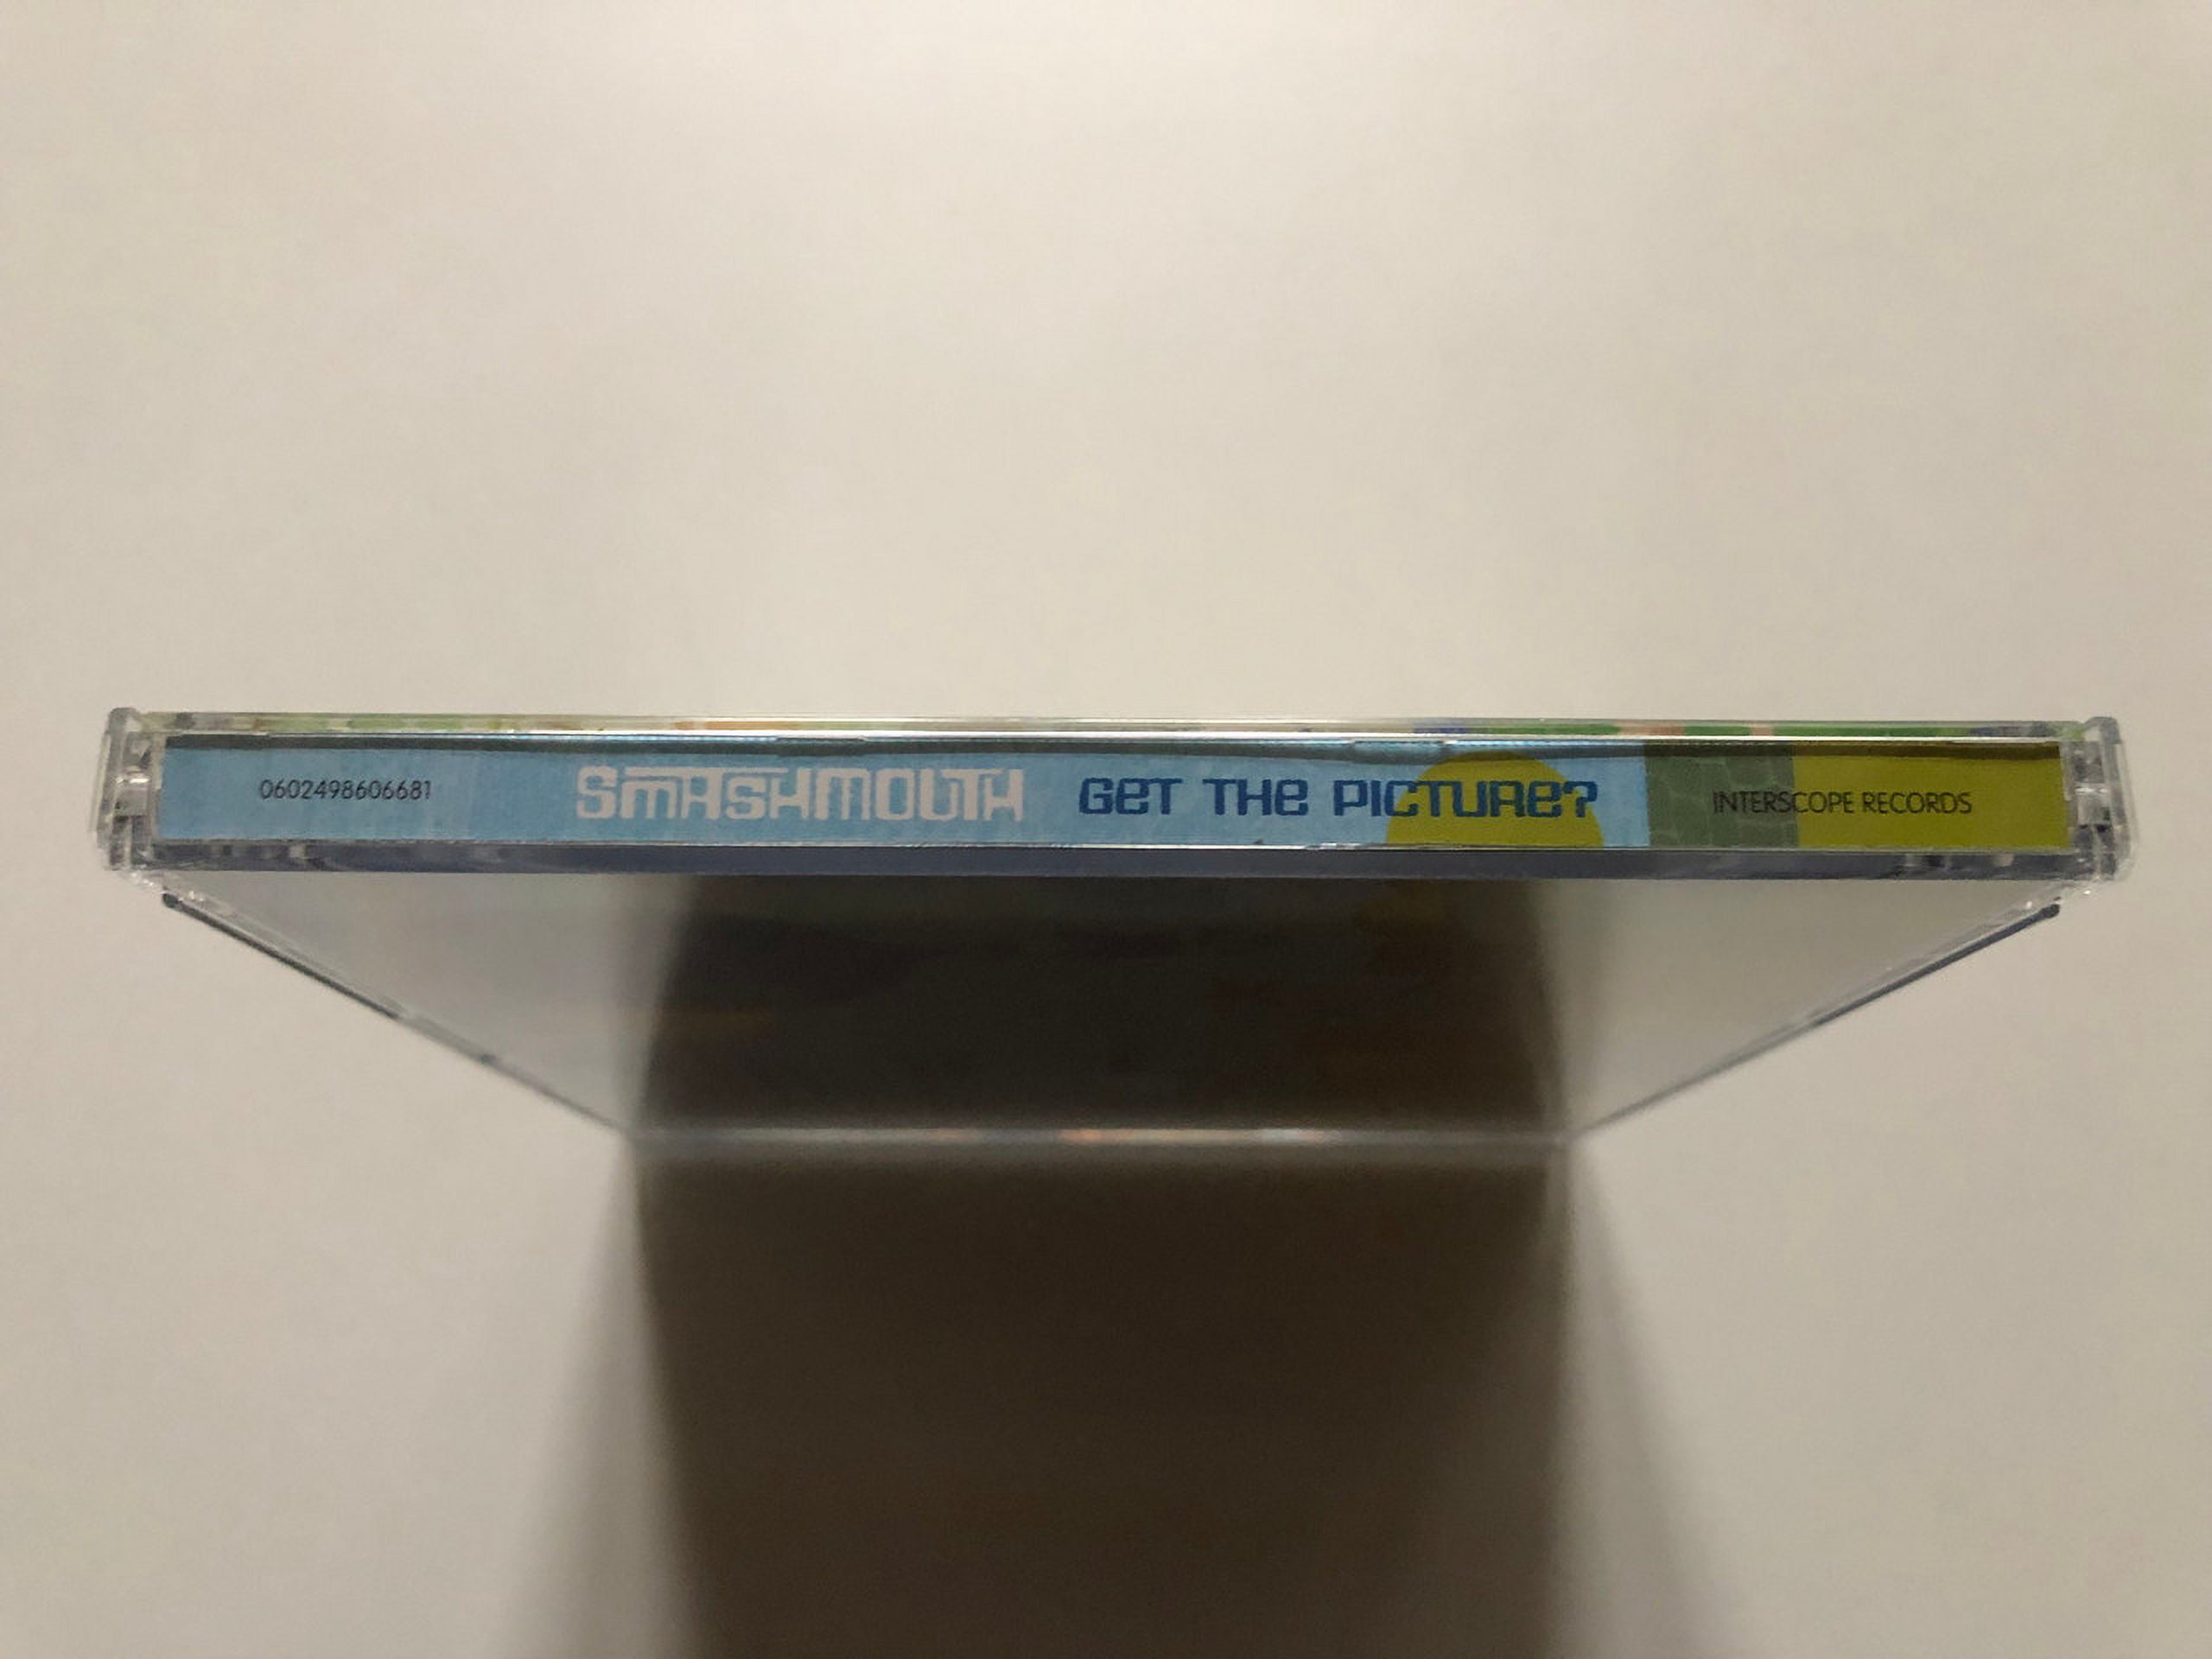 0602498606681 SMASHMOUTH GET THE PICTURE? INTERSCOPE RECORDS